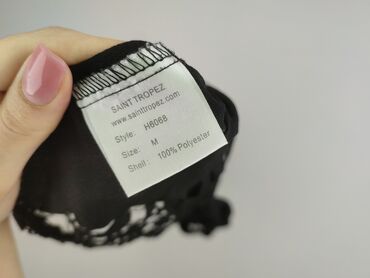 SAINT TROPEZ
www.sainttropez.com
Style: H6068
Size: M
Shell: 100% Polyester